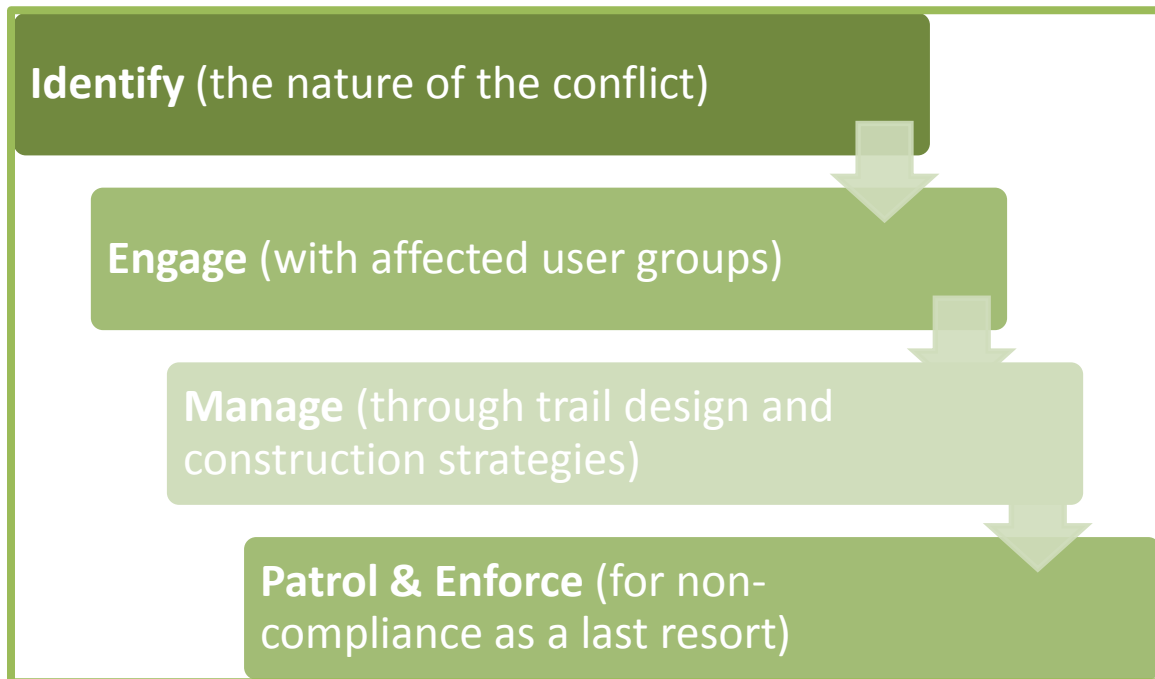 Identify (the nature of the conflict)
Engage (with affected user groups)
Manage (through trail design and
construction strategies)
Patrol & Enforce (for non-
compliance as a last resort)